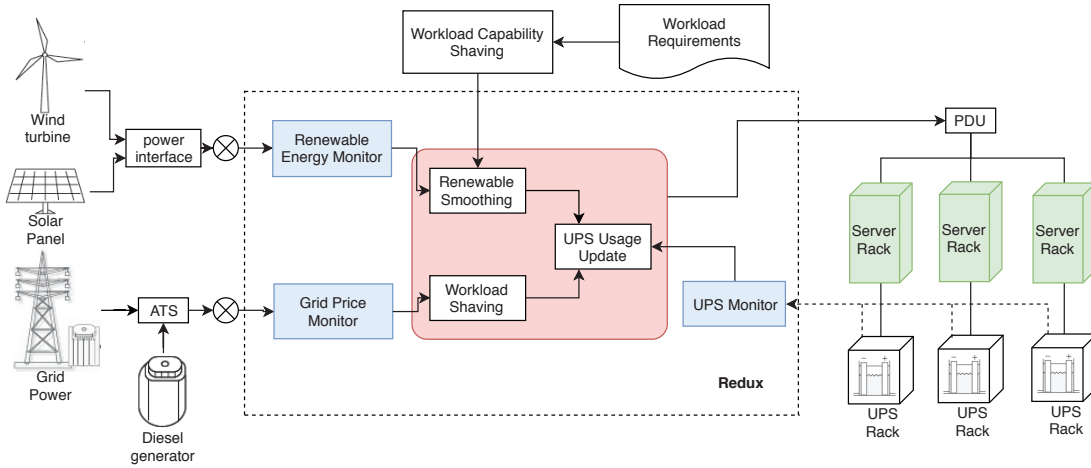 Workload Capability
Shaving
Workload
Requirements
Wind
turbine
power
interface
Renewable
Energy Monitor
PDU
Renewable
Smoothing
Solar
Panel
UPS Usage
Update
Server
Rack
Server
Rack
Server
Rack
ATS
Grid Price
Monitor
Workload
Shaving
UPS Monitor
Grid
Power
Redux
- +
- +
- +
UPS
Rack
UPS
Rack
UPS
Rack
Diesel
generator